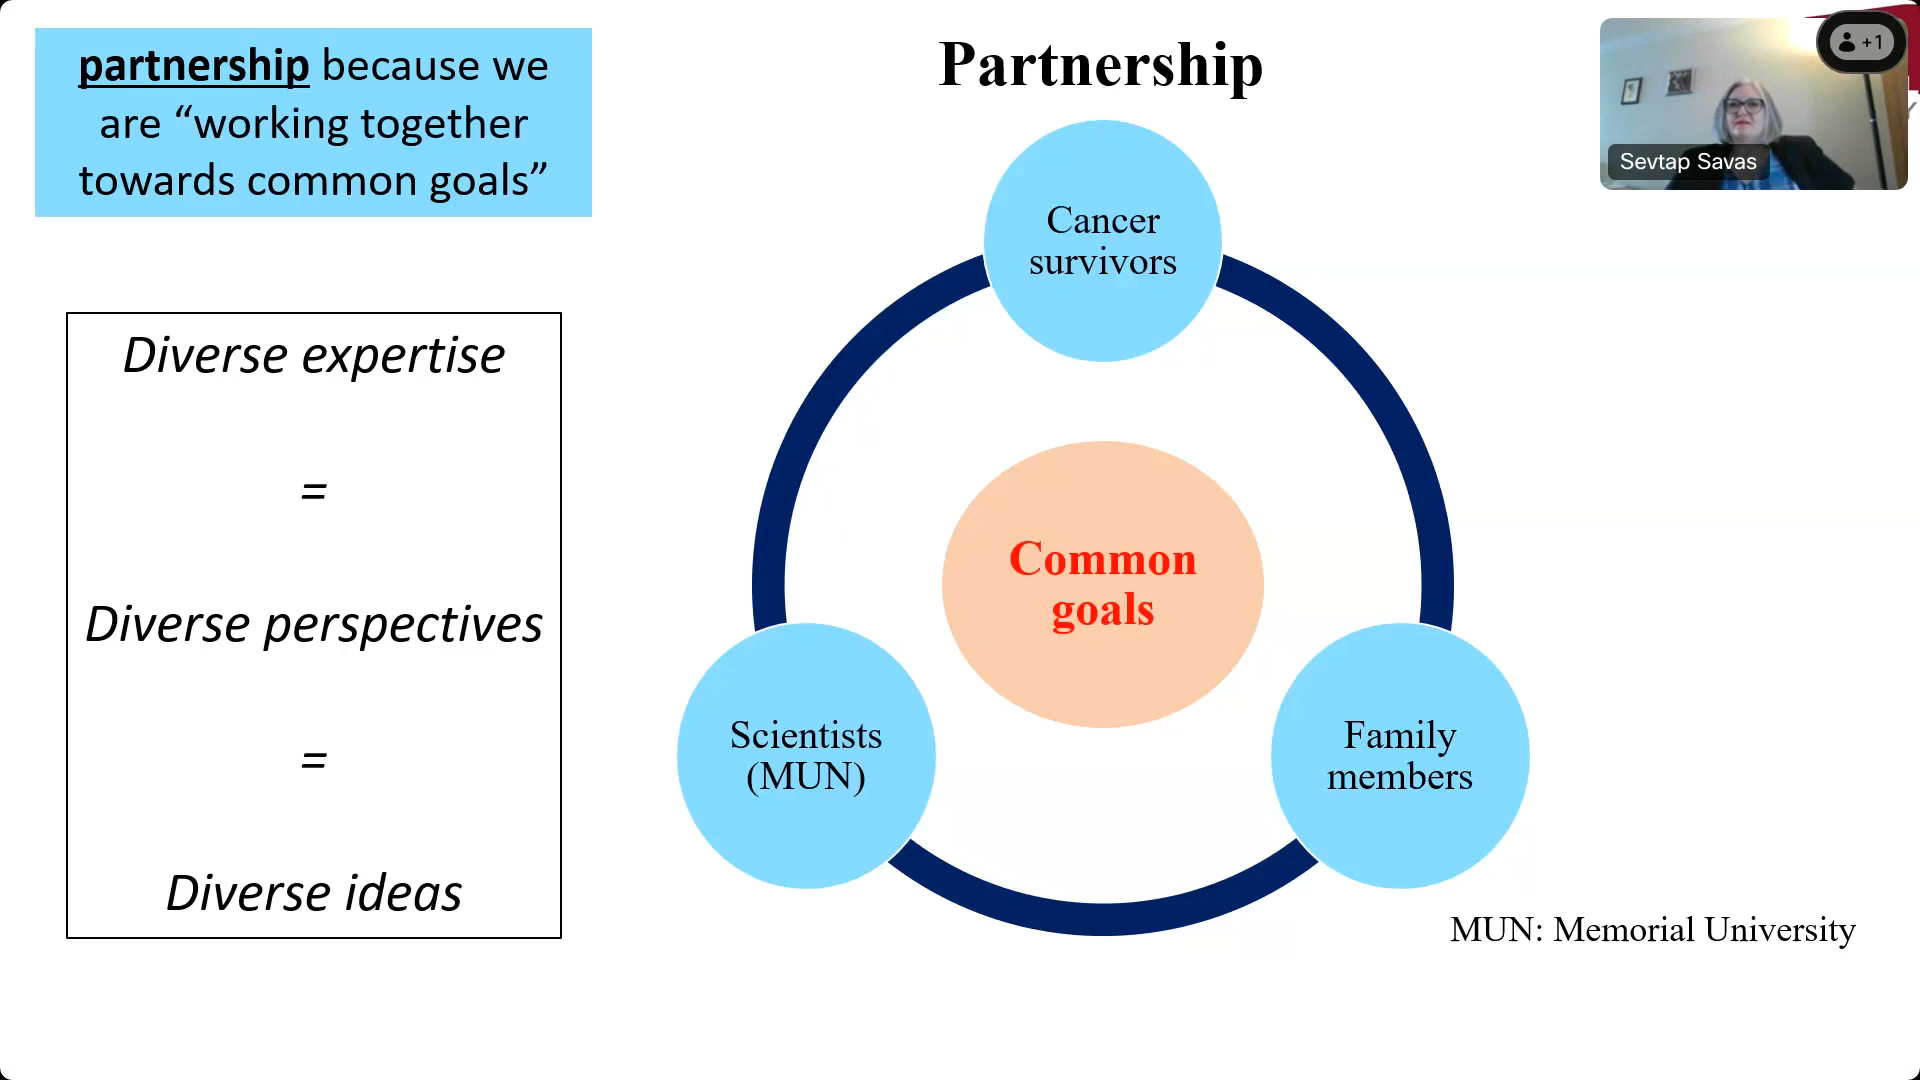 partnership because we
are “working together
towards common goals”
Partnership
+1
Sevtap Savas
Diverse expertise
=
Diverse perspectives
=
Diverse ideas
Cancer
survivors
Common
goals
Scientists
(MUN)
Family
members
MUN: Memorial University